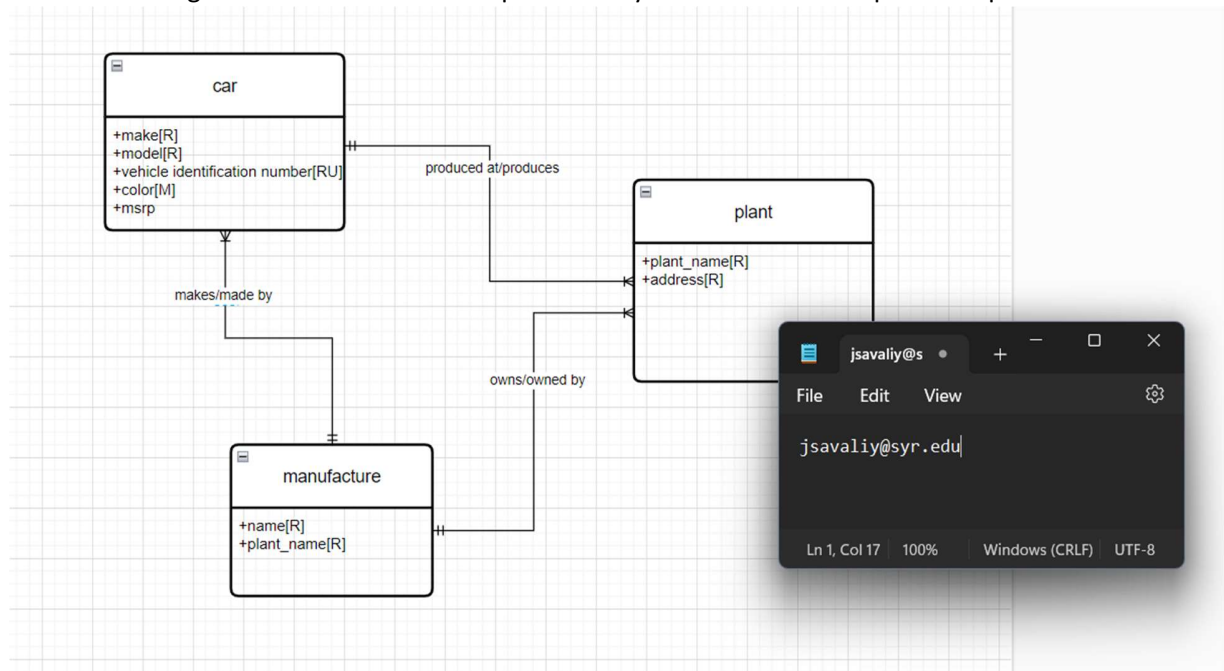 car
+make[R]
+model[R]
+vehicle identification number[RU]
+color[M]
+msrp
produced at/produces
plant
+plant_name[R]
+address[R]
makes/made by
owns/owned by
manufacture
+name[R]
+plant_name[R]
jsavaliy@s
File Edit View
jsavaliy@syr.edu
Ln 1, Col 17 100% Windows (CRLF) UTF-8